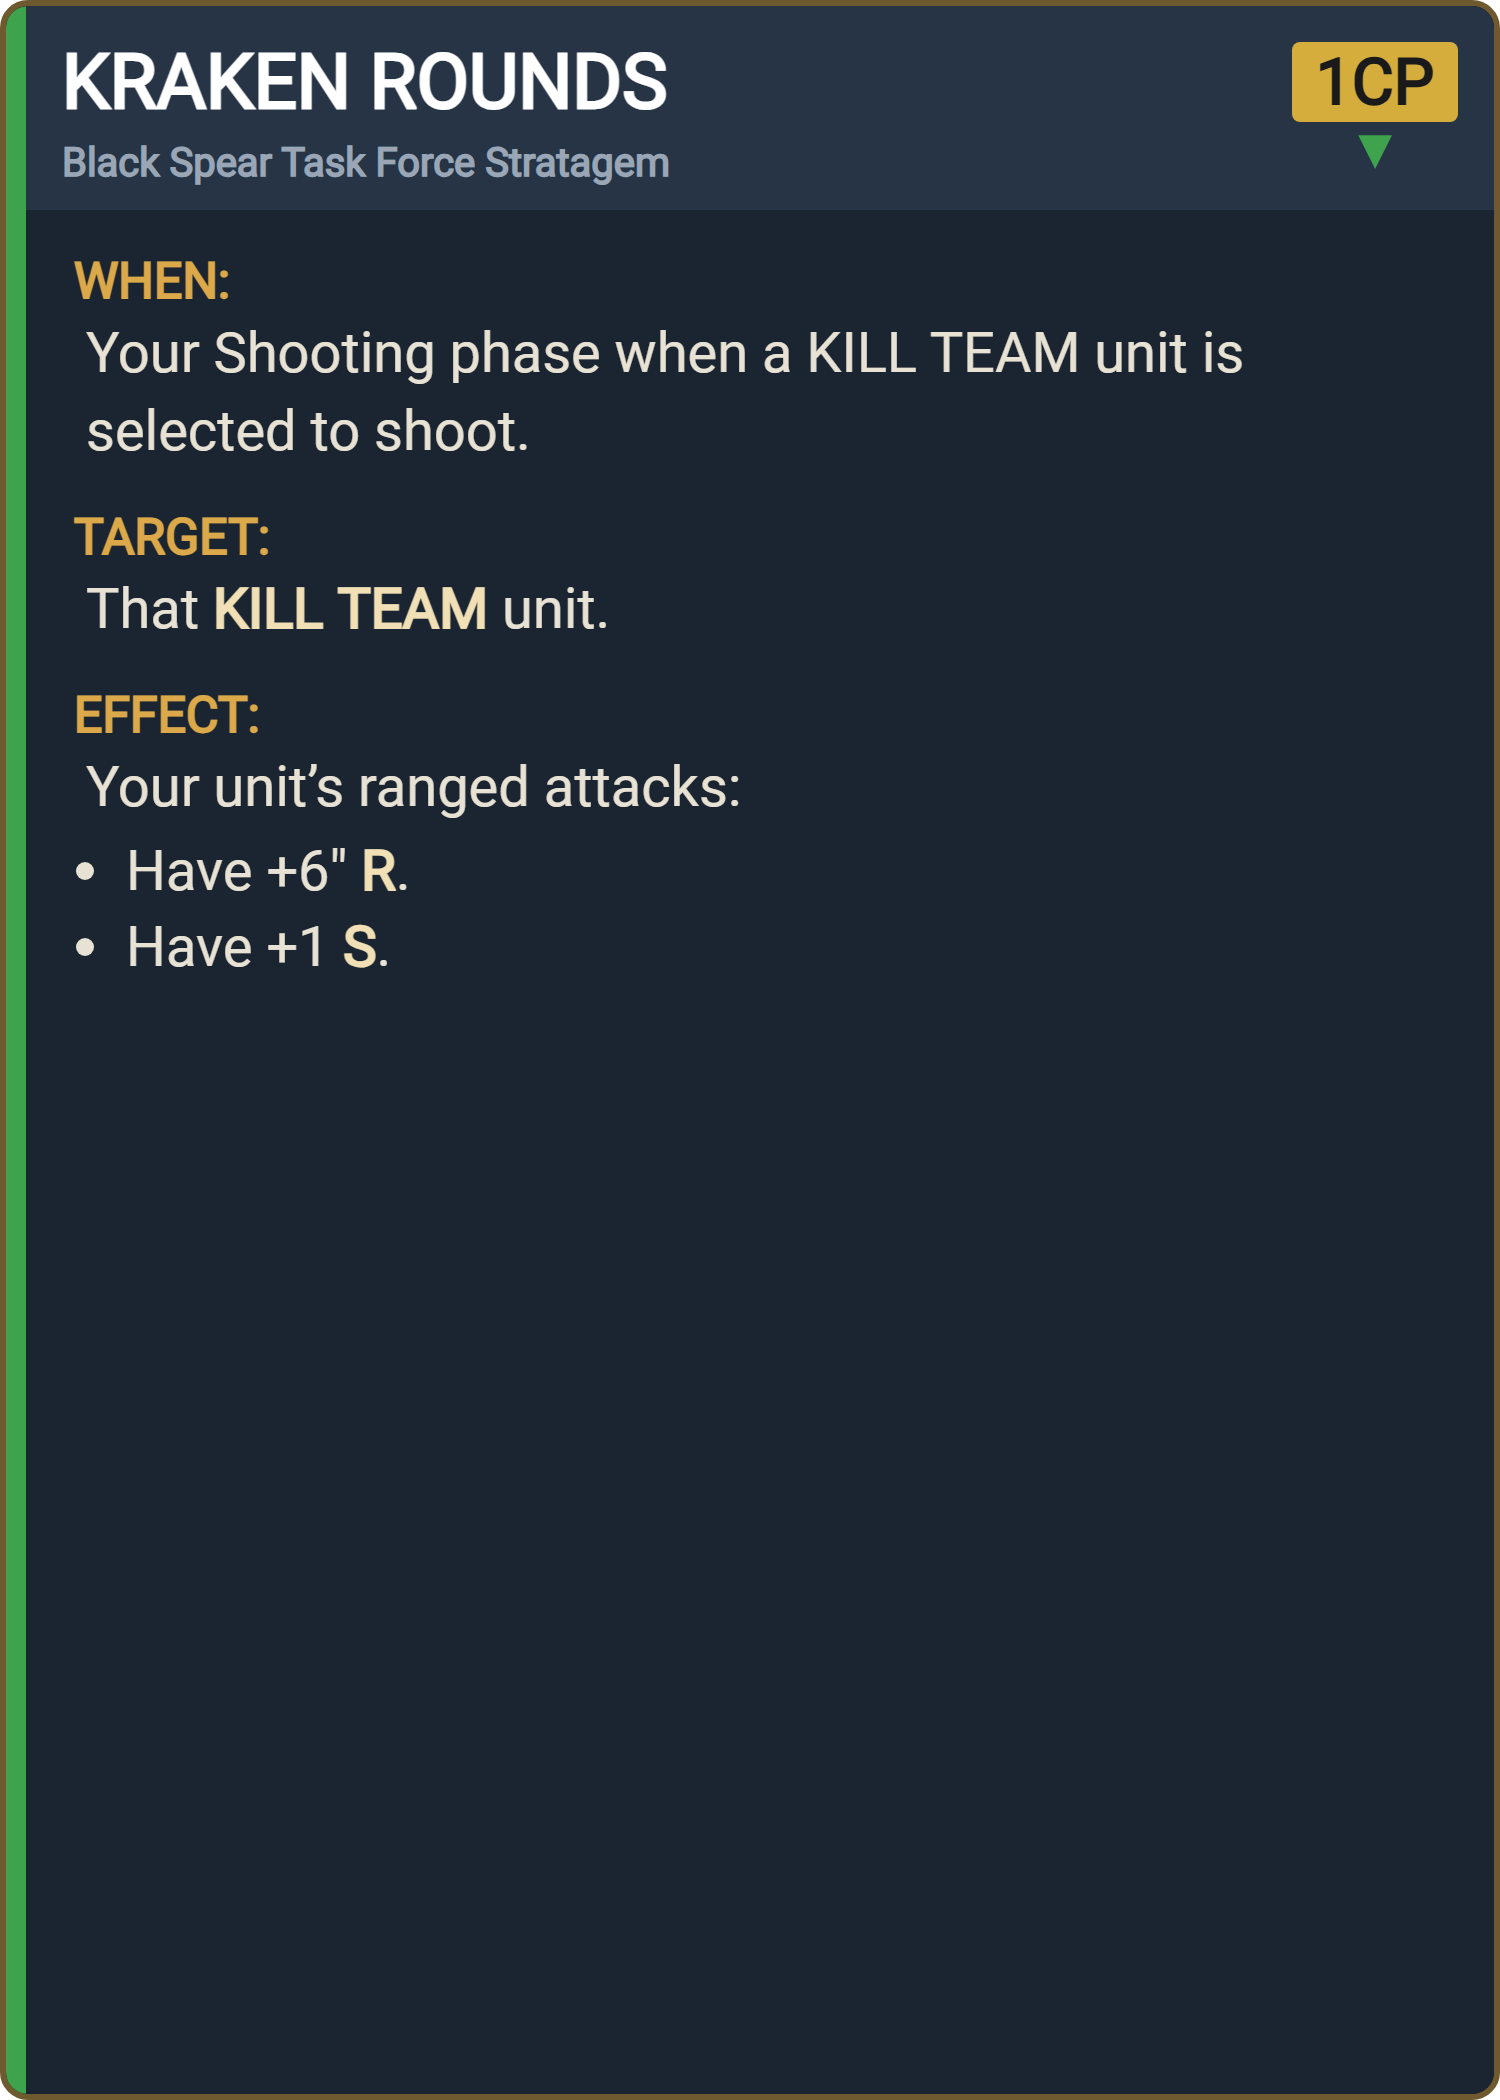 KRAKEN ROUNDS
1CP
Black Spear Task Force Stratagem
WHEN:
Your Shooting phase when a KILL TEAM unit is
selected to shoot.
TARGET:
That KILL TEAM unit.
EFFECT:
Your unit’s ranged attacks:
• Have +6" R.
• Have +1 S.